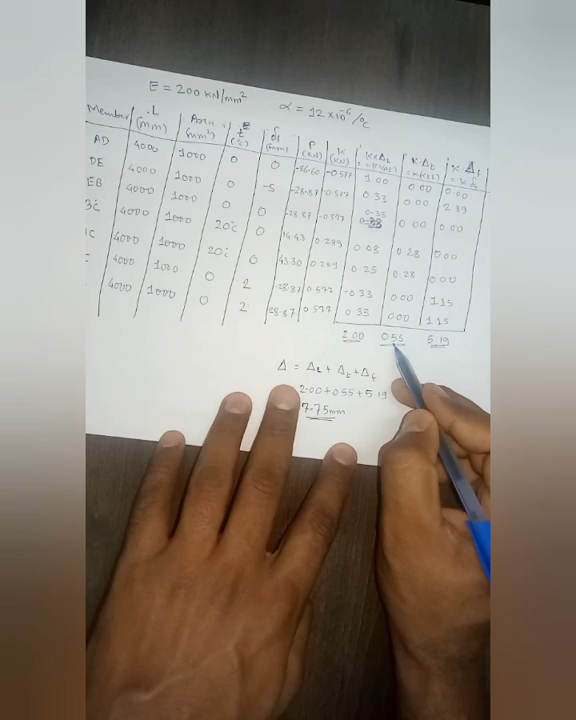 E = 200 kN/mm² α = 12×10⁻⁶/°C
Member L (mm) Area (mm²) t (°C) δf (mm) P (kN) K (kN) Δt
AD 4000 1000 0 0 -86.60 -0.577 1.00 0.00 0.00
DE 4000 1000 0 -5 -28.87 -0.577 0.33 0.00 2.89
EB 4000 1000 0 0 -28.87 -0.577 0.33 0.00 0.00
4000 1000 20°C 0 14.43 0.289 0.08 0.28 0.00
4000 1000 20°C 0 43.30 0.289 0.25 0.28 0.00
4000 1000 0 2 28.87 0.577 -0.33 0.00 1.15
4000 1000 0 2 28.87 0.577 0.33 0.00 1.15
2.00 0.55 5.19
Δ = ΔL + Δt + Δf
2.00+0.55+5.19
7.75mm